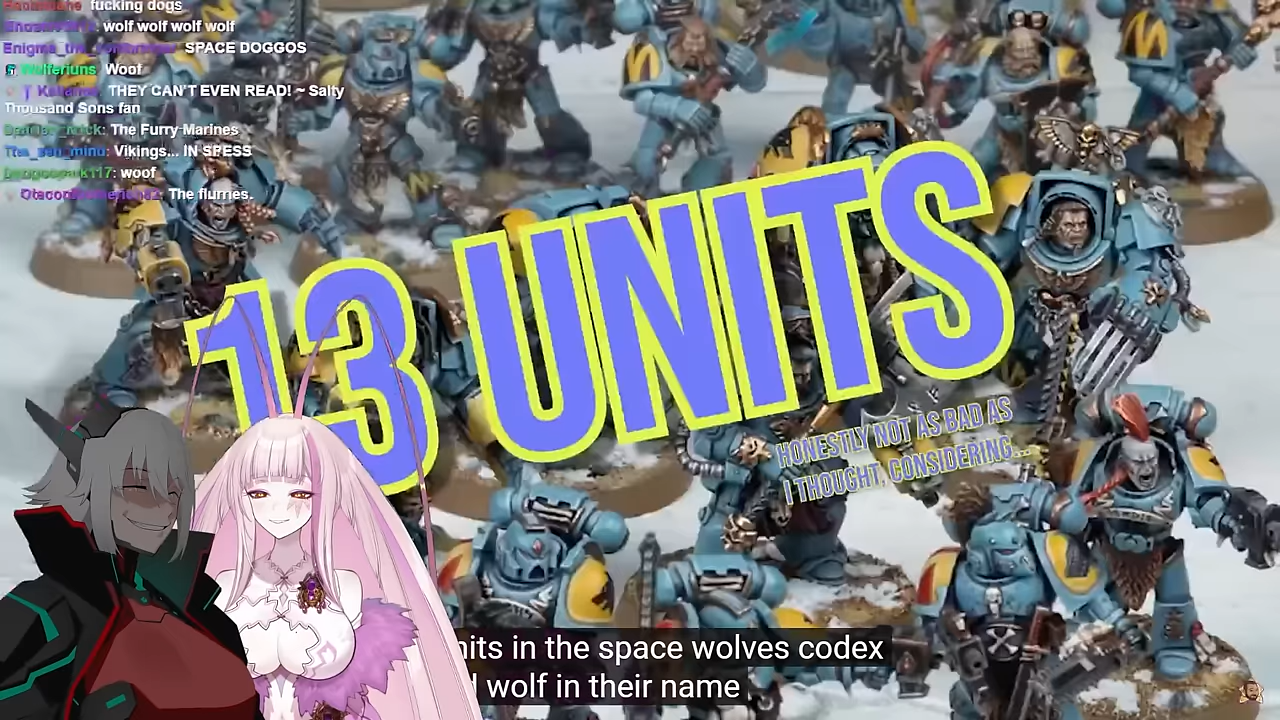 fucking dogs
wolf wolf wolf wolf
SPACE DOGGOS
Wolferiuns Woof
THEY CAN'T EVEN READ! ~ Salty
Thousand Sons fan
The Furry Marines
Vikings... IN SPESS
woof
The flurries.
13 UNITS
HONESTLY NOT AS BAD AS
I THOUGHT, CONSIDERING...
nits in the space wolves codex
wolf in their name